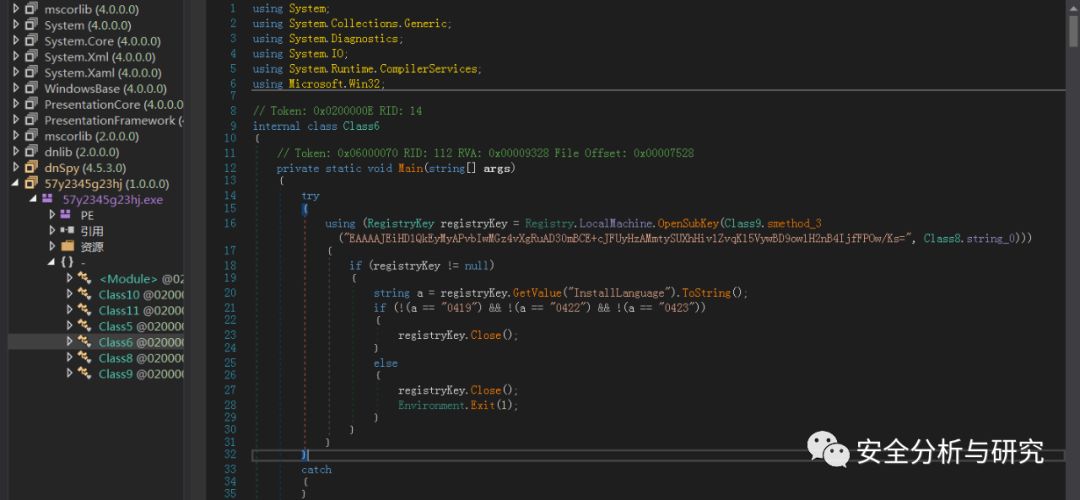 mscorlib (4.0.0.0)
System (4.0.0.0)
System.Core (4.0.0.0)
System.Xml (4.0.0.0)
System.Xaml (4.0.0.0)
WindowsBase (4.0.0.0)
PresentationCore (4.0.0.0)
PresentationFramework (4
mscorlib (2.0.0.0)
dnlib (2.0.0.0)
dnSpy (4.5.3.0)
57y2345g23hj (1.0.0.0)
57y2345g23hj.exe
PE
引用
资源
{ } -
<Module> @02
Class10 @020000
Class11 @020000
Class5 @020000
Class6 @020000
Class8 @020000
Class9 @020000
1 using System;
2 using System.Collections.Generic;
3 using System.Diagnostics;
4 using System.IO;
5 using System.Runtime.CompilerServices;
6 using Microsoft.Win32;
7
8 // Token: 0x0200000E RID: 14
9 internal class Class6
10 {
11 // Token: 0x06000070 RID: 112 RVA: 0x00009328 File Offset: 0x00007528
12 private static void Main(string[] args)
13 {
14 try
15 {
16 using (RegistryKey registryKey = Registry.LocalMachine.OpenSubKey(Class9.smethod_3
Class8.string_0)))
17 {
18 if (registryKey != null)
19 {
20 string a = registryKey.GetValue("InstallLanguage").ToString();
21 if (!(a == "0419") && !(a == "0422") && !(a == "0423"))
22 {
23 registryKey.Close();
24 }
25 else
26 {
27 registryKey.Close();
28 Environment.Exit(1);
29 }
30 }
31 }
32 }
33 catch
34 {
35 }
安全分析与研究